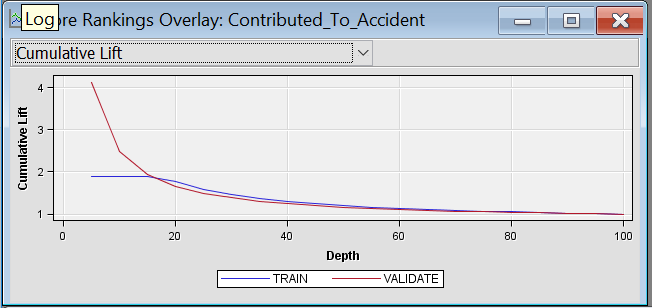 Log
ore Rankings Overlay: Contributed_To_Accident
Cumulative Lift
Cumulative Lift
4
3
2
1
0 20 40 60 80 100
Depth
TRAIN VALIDATE